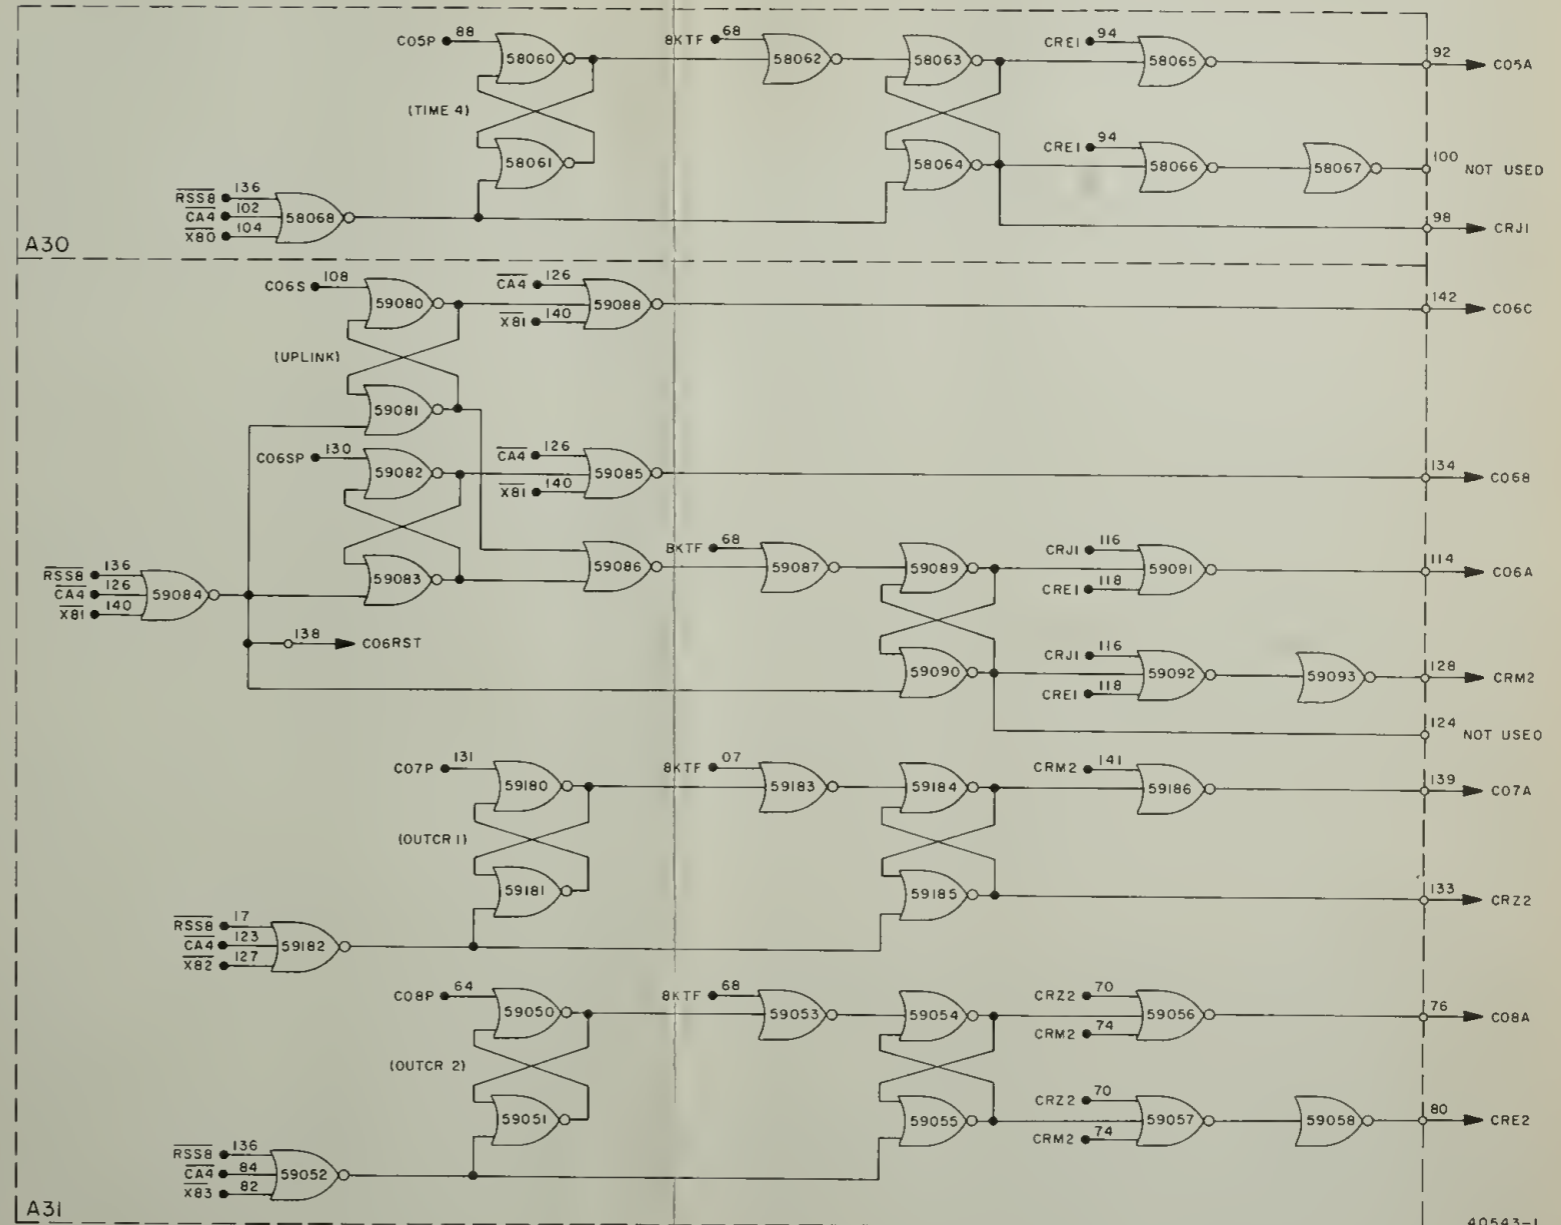 C05P 88 58060 BKTF 68 58062 58063 CRE1 94 58065 92 C05A
(TIME 4)
58061 58064 CRE1 94 58066 58067 100 NOT USED
RSS8 136
CA4 102 58068 98 CRJ1
X80 104
A30
C06S 108 59080 CA4 126 59088 142 C06C
X81 140
(UPLINK)
59081
C06SP 130 59082 CA4 126 59085 134 C06B
X81 140
59083 59086 BKTF 68 59087 59089 CRJ1 116 59091 114 C06A
CRE1 118
RSS8 136
CA4 126 59084
X81 140
138 C06RST
59090 CRJ1 116 59092 59093 128 CRM2
CRE1 118
124 NOT USED
C07P 131 59180 BKTF 07 59183 59184 CRM2 141 59186 139 C07A
(OUTCR 1)
59181 59185 133 CRZ2
RSS8 17
CA4 123 59182
X82 127
C08P 64 59050 BKTF 68 59053 59054 CRZ2 70 59056 76 C08A
CRM2 74
(OUTCR 2)
59051 59055 CRZ2 70 59057 59058 80 CRE2
CRM2 74
RSS8 136
CA4 84 59052
X83 82
A31
40543-1